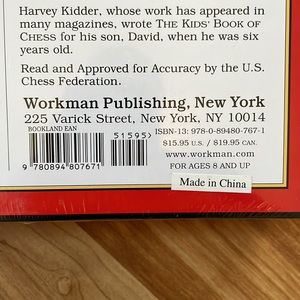 Harvey Kidder, whose work has appeared in
many magazines, wrote THE KIDS' BOOK OF
CHESS for his son, David, when he was six
years old.
Read and Approved for Accuracy by the U.S.
Chess Federation.
Workman Publishing, New York
225 Varick Street, New York, NY 10014
BOOKLAND EAN
51595>
ISBN-13: 978-0-89480-767-1
$15.95 U.S. / $19.95 CAN.
www.workman.com
FOR AGES 8 AND UP
9 780894 807671
Made in China